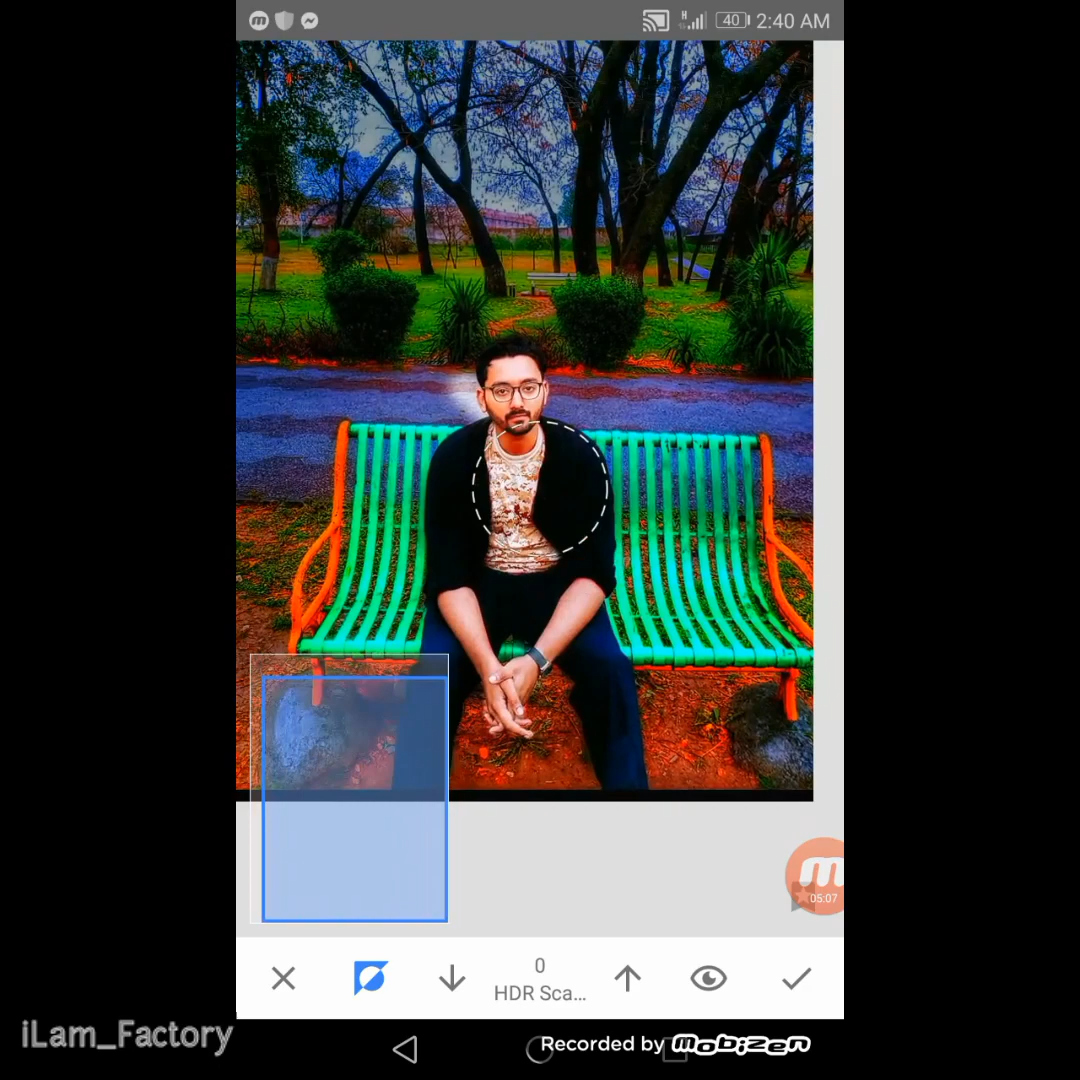 m
H
40 2:40 AM
m
05:07
0
HDR Sca...
iLam_Factory
Recorded by mobizen